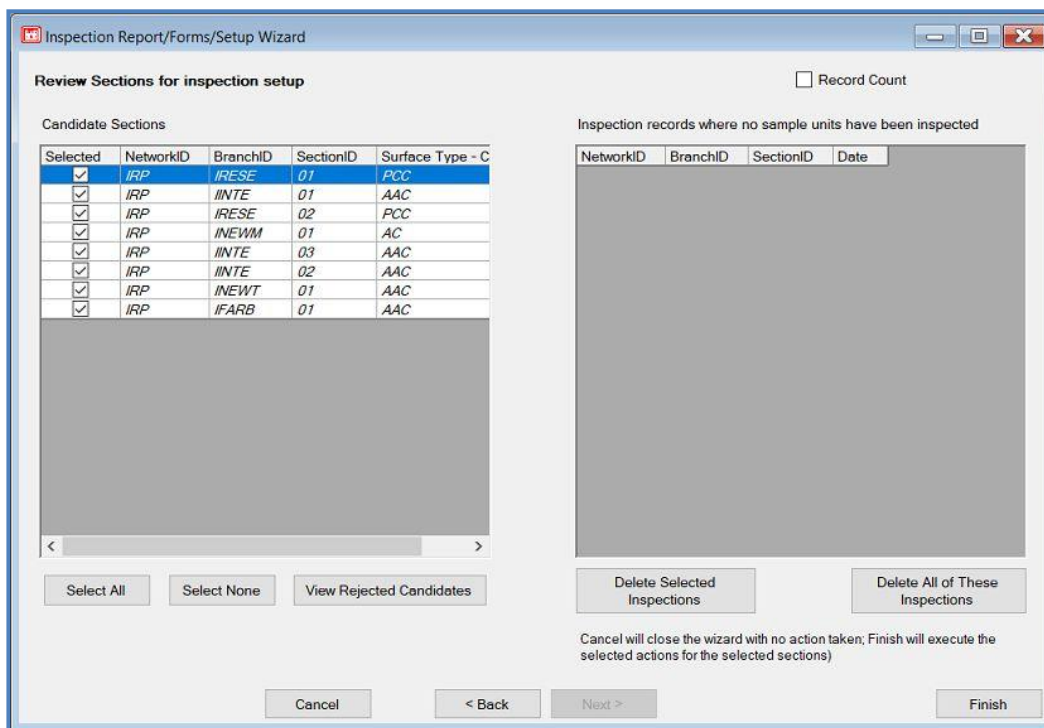 Inspection Report/Forms/Setup Wizard
Review Sections for inspection setup
Record Count
Candidate Sections
Selected NetworkID BranchID SectionID Surface Type - C
IRP IRESE 01 PCC
IRP IINTE 01 AAC
IRP IRESE 02 PCC
IRP INEWM 01 AC
IRP IINTE 03 AAC
IRP IINTE 02 AAC
IRP INEWT 01 AAC
IRP IFARB 01 AAC
Select All
Select None
View Rejected Candidates
Inspection records where no sample units have been inspected
NetworkID BranchID SectionID Date
Delete Selected
Inspections
Delete All of These
Inspections
Cancel will close the wizard with no action taken; Finish will execute the
selected actions for the selected sections)
Cancel
< Back
Next >
Finish